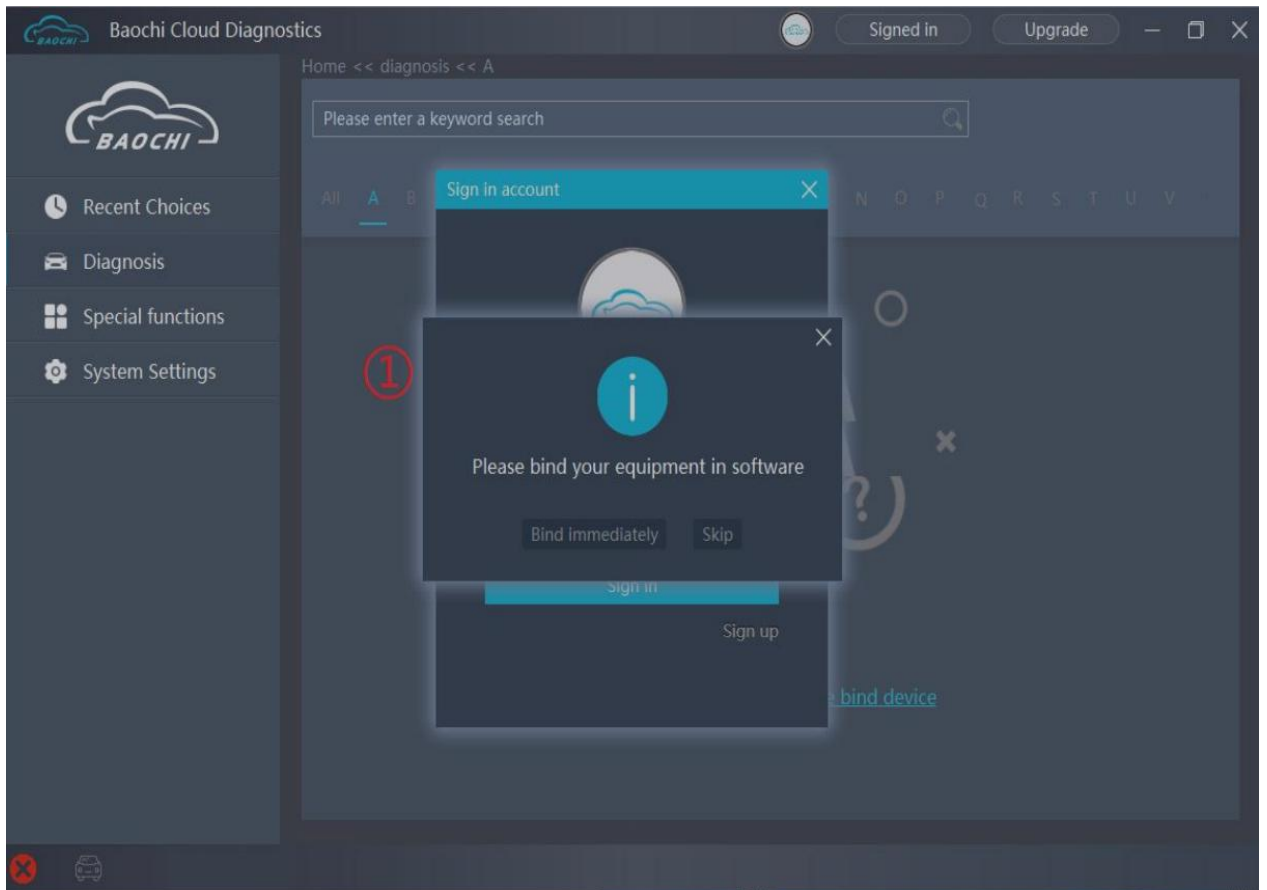 BAOCHI Baochi Cloud Diagnostics Signed in Upgrade
Home << diagnosis << A
BAOCHI
Please enter a keyword search
Recent Choices
Diagnosis
Special functions
System Settings
All A B N O P Q R S T U V
Sign in account
①
Please bind your equipment in software
Bind immediately Skip
Sign in
Sign up
bind device
?